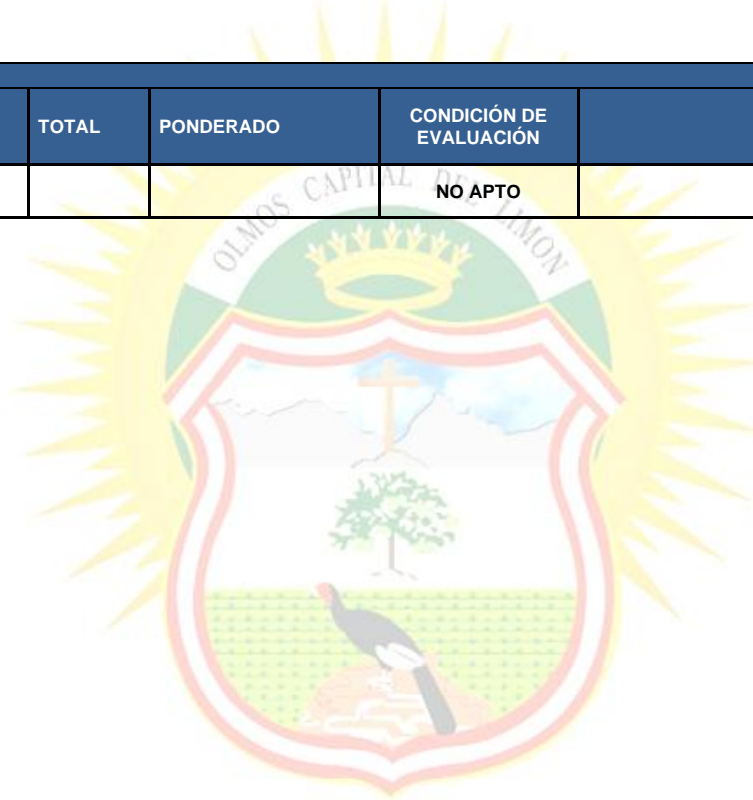 TOTAL PONDERADO CONDICIÓN DE EVALUACIÓN
NO APTO
OLMOS CAPITAL DEL LIMON